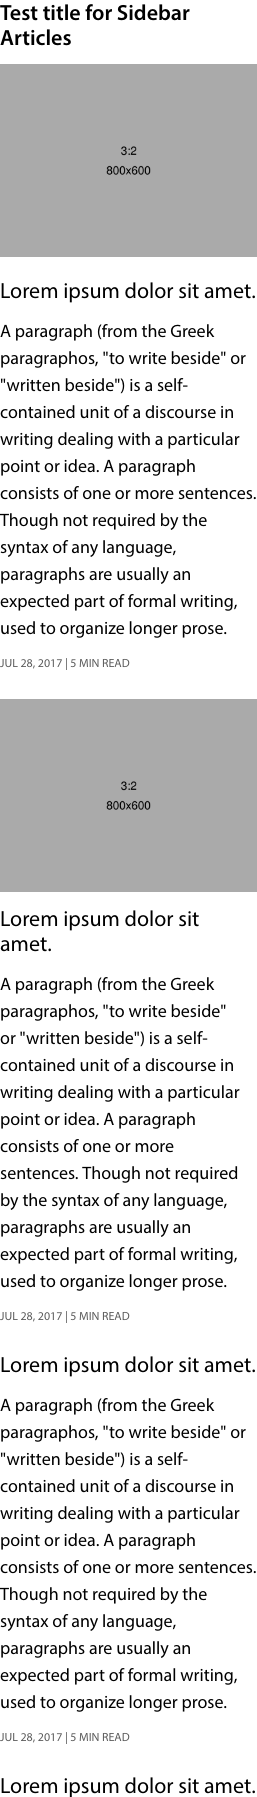 Test title for Sidebar
Articles
3:2
800x600
Lorem ipsum dolor sit amet.
A paragraph (from the Greek
paragraphos, "to write beside" or
"written beside") is a self-
contained unit of a discourse in
writing dealing with a particular
point or idea. A paragraph
consists of one or more sentences.
Though not required by the
syntax of any language,
paragraphs are usually an
expected part of formal writing,
used to organize longer prose.
JUL 28, 2017 | 5 MIN READ
3:2
800x600
Lorem ipsum dolor sit
amet.
A paragraph (from the Greek
paragraphos, "to write beside"
or "written beside") is a self-
contained unit of a discourse in
writing dealing with a particular
point or idea. A paragraph
consists of one or more
sentences. Though not required
by the syntax of any language,
paragraphs are usually an
expected part of formal writing,
used to organize longer prose.
JUL 28, 2017 | 5 MIN READ
Lorem ipsum dolor sit amet.
A paragraph (from the Greek
paragraphos, "to write beside" or
"written beside") is a self-
contained unit of a discourse in
writing dealing with a particular
point or idea. A paragraph
consists of one or more sentences.
Though not required by the
syntax of any language,
paragraphs are usually an
expected part of formal writing,
used to organize longer prose.
JUL 28, 2017 | 5 MIN READ
Lorem ipsum dolor sit amet.